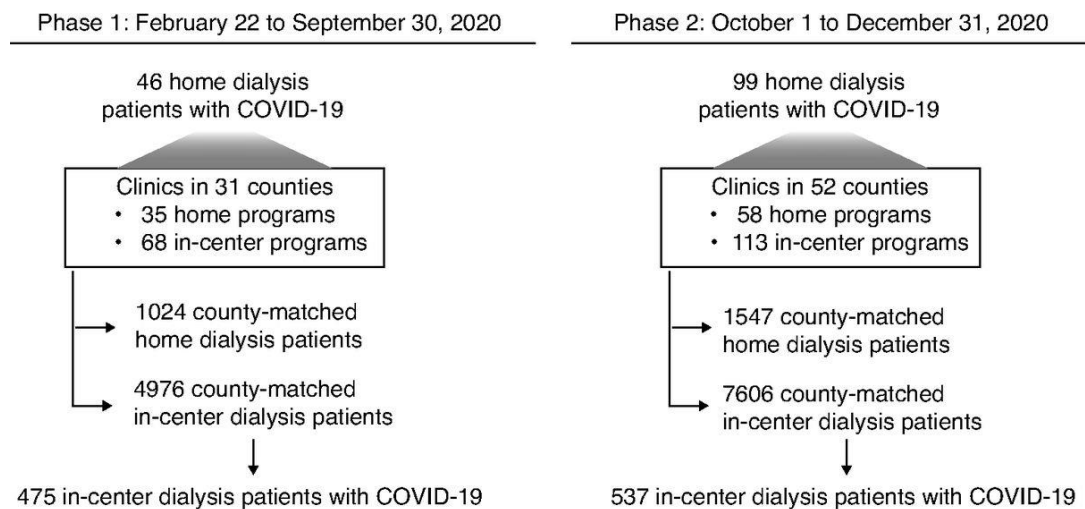 Phase 1: February 22 to September 30, 2020
46 home dialysis
patients with COVID-19
Clinics in 31 counties
• 35 home programs
• 68 in-center programs
1024 county-matched
home dialysis patients
4976 county-matched
in-center dialysis patients
475 in-center dialysis patients with COVID-19
Phase 2: October 1 to December 31, 2020
99 home dialysis
patients with COVID-19
Clinics in 52 counties
• 58 home programs
• 113 in-center programs
1547 county-matched
home dialysis patients
7606 county-matched
in-center dialysis patients
537 in-center dialysis patients with COVID-19